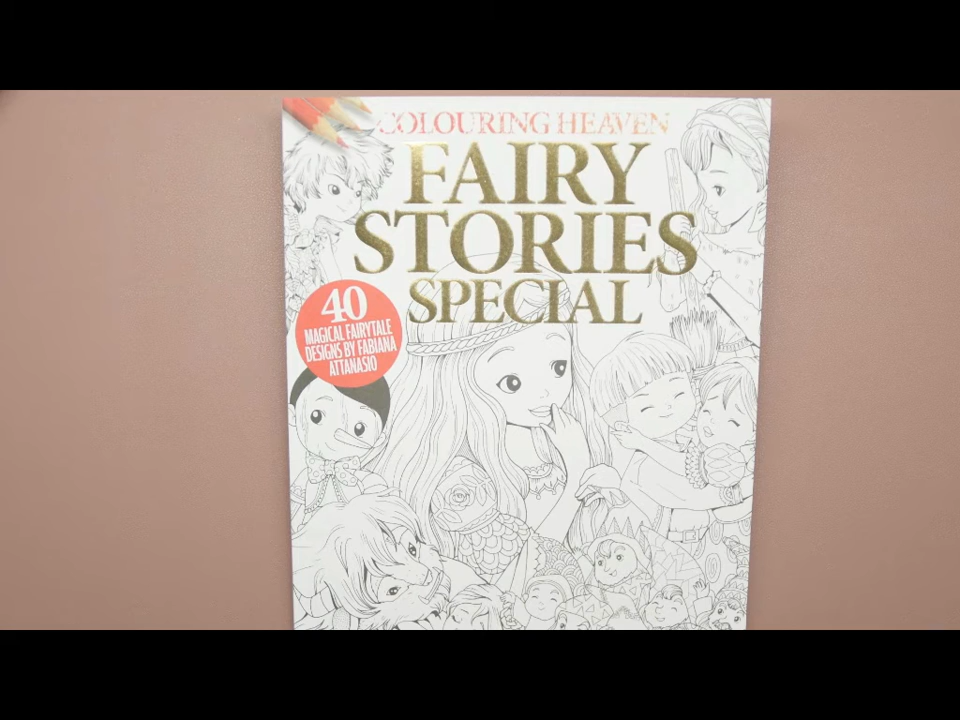 COLOURING HEAVEN
FAIRY
STORIES
SPECIAL
40
MAGICAL FAIRYTALE
DESIGNS BY FABIANA
ATTANASIO